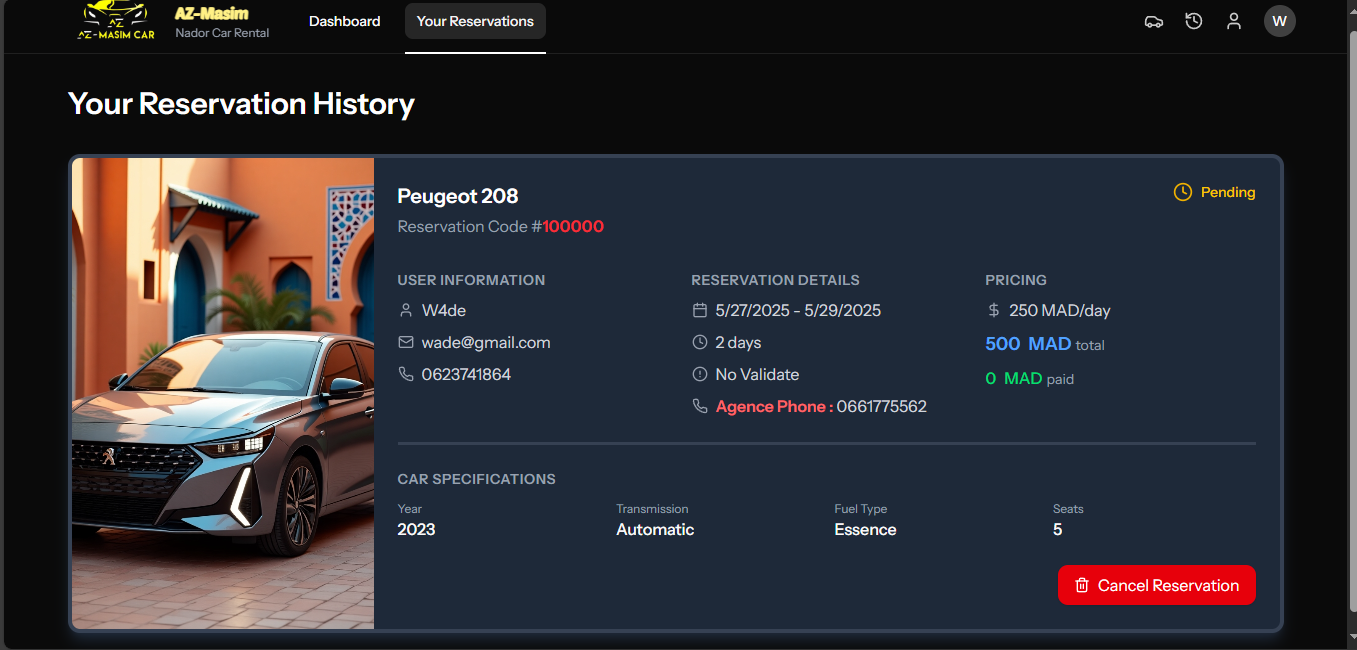 AZ-MASIM CAR
AZ
AZ-Masim
Nador Car Rental
Dashboard
Your Reservations
W
Your Reservation History
Peugeot 208
Reservation Code #100000
Pending
USER INFORMATION
W4de
wade@gmail.com
0623741864
RESERVATION DETAILS
5/27/2025 - 5/29/2025
2 days
No Validate
Agence Phone : 0661775562
PRICING
250 MAD/day
500 MAD total
0 MAD paid
CAR SPECIFICATIONS
Year
2023
Transmission
Automatic
Fuel Type
Essence
Seats
5
Cancel Reservation